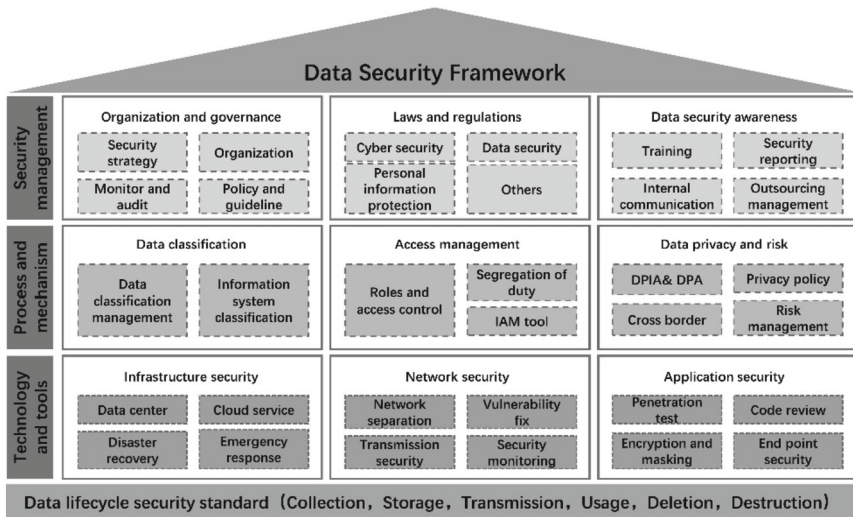 Data Security Framework
Security
management
Organization and governance
Security
strategy
Organization
Monitor and
audit
Policy and
guideline
Laws and regulations
Cyber security
Data security
Personal
information
protection
Others
Data security awareness
Training
Security
reporting
Internal
communication
Outsourcing
management
Process and
mechanism
Data classification
Data
classification
management
Information
system
classification
Access management
Roles and
access control
Segregation of
duty
IAM tool
Data privacy and risk
DPIA& DPA
Privacy policy
Cross border
Risk
management
Technology
and tools
Infrastructure security
Data center
Cloud service
Disaster
recovery
Emergency
response
Network security
Network
separation
Vulnerability
fix
Transmission
security
Security
monitoring
Application security
Penetration
test
Code review
Encryption and
masking
End point
security
Data lifecycle security standard（Collection，Storage，Transmission，Usage，Deletion，Destruction）